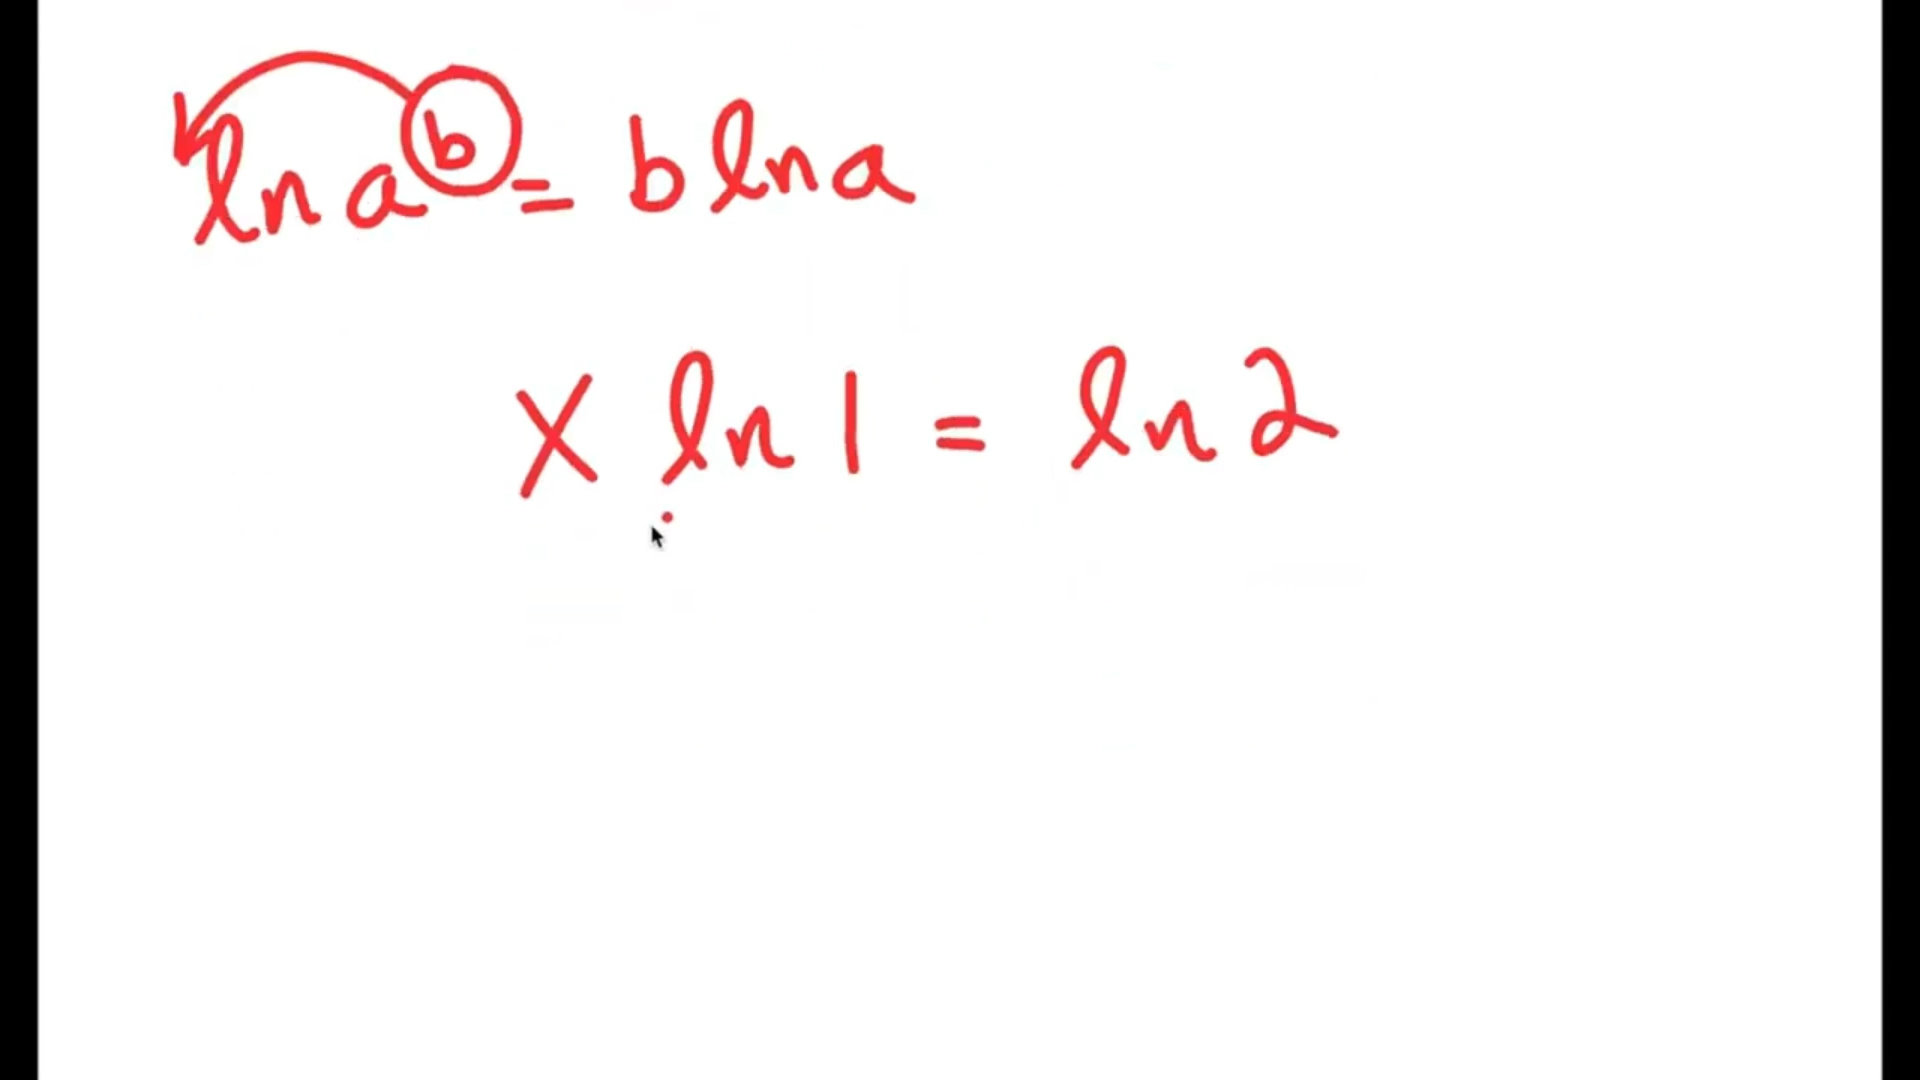 ln a^b = b ln a
x ln 1 = ln 2